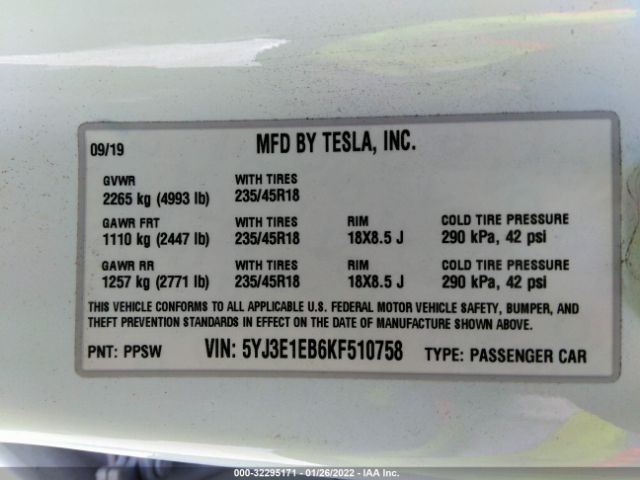 09/19 MFD BY TESLA, INC.
GVWR WITH TIRES
2265 kg (4993 lb) 235/45R18
GAWR FRT WITH TIRES RIM COLD TIRE PRESSURE
1110 kg (2447 lb) 235/45R18 18X8.5 J 290 kPa, 42 psi
GAWR RR WITH TIRES RIM COLD TIRE PRESSURE
1257 kg (2771 lb) 235/45R18 18X8.5 J 290 kPa, 42 psi
THIS VEHICLE CONFORMS TO ALL APPLICABLE U.S. FEDERAL MOTOR VEHICLE SAFETY, BUMPER, AND
THEFT PREVENTION STANDARDS IN EFFECT ON THE DATE OF MANUFACTURE SHOWN ABOVE.
PNT: PPSW VIN: 5YJ3E1EB6KF510758 TYPE: PASSENGER CAR
000-32295171 - 01/26/2022 - IAA Inc.